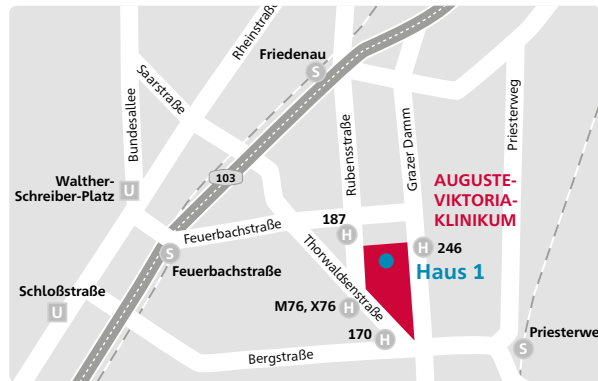 Rheinstraße
Friedenau
S
Saarstraße
Bundesallee
Priesterweg
Grazer Damm
Rubensstraße
103
Walther-
Schreiber-Platz
U
AUGUSTE-
VIKTORIA-
KLINIKUM
187
H
Feuerbachstraße
H
246
S
Feuerbachstraße
Thorwaldsenstraße
Haus 1
Schloßstraße
U
M76, X76
H
170
H
Priesterweg
S
Bergstraße